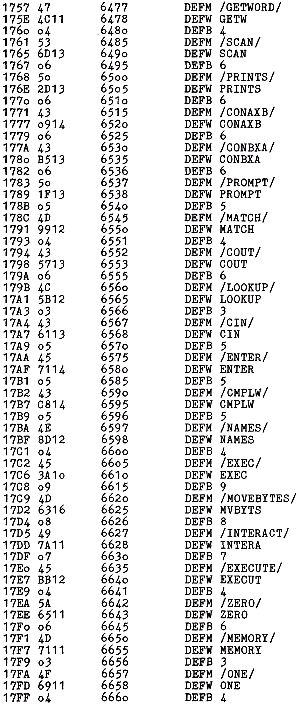 1757 47 6477 DEFM /GETWORD/
175E 4C11 6478 DEFW GETW
1760 04 6480 DEFB 4
1761 53 6485 DEFM /SCAN/
1765 6D13 6490 DEFW SCAN
1767 06 6495 DEFB 6
1768 50 6500 DEFM /PRINTS/
176E 2D13 6505 DEFW PRINTS
1770 06 6510 DEFB 6
1771 43 6515 DEFM /CONAXB/
1777 0914 6520 DEFW CONAXB
1779 06 6525 DEFB 6
177A 43 6530 DEFM /CONBXA/
1780 B513 6535 DEFW CONBXA
1782 06 6536 DEFB 6
1783 50 6537 DEFM /PROMPT/
1789 1F13 6538 DEFW PROMPT
178B 05 6540 DEFB 5
178C 4D 6545 DEFM /MATCH/
1791 9912 6550 DEFW MATCH
1793 04 6551 DEFB 4
1794 43 6552 DEFM /COUT/
1798 5713 6553 DEFW COUT
179A 06 6555 DEFB 6
179B 4C 6560 DEFM /LOOKUP/
17A1 5B12 6565 DEFW LOOKUP
17A3 03 6566 DEFB 3
17A4 43 6567 DEFM /CIN/
17A7 6113 6568 DEFW CIN
17A9 05 6570 DEFB 5
17AA 45 6575 DEFM /ENTER/
17AF 7114 6580 DEFW ENTER
17B1 05 6585 DEFB 5
17B2 43 6590 DEFM /CMPLW/
17B7 C814 6595 DEFW CMPLW
17B9 05 6596 DEFB 5
17BA 4E 6597 DEFM /NAMES/
17BF 8D12 6598 DEFW NAMES
17C1 04 6600 DEFB 4
17C2 45 6605 DEFM /EXEC/
17C6 3A10 6610 DEFW EXEC
17C8 09 6615 DEFB 9
17C9 4D 6620 DEFM /MOVEBYTES/
17D2 6316 6625 DEFW MVBYTS
17D4 08 6626 DEFB 8
17D5 49 6627 DEFM /INTERACT/
17DD 7A11 6628 DEFW INTERA
17DF 07 6630 DEFB 7
17E0 45 6635 DEFM /EXECUTE/
17E7 BB12 6640 DEFW EXECUT
17E9 04 6641 DEFB 4
17EA 5A 6642 DEFM /ZERO/
17EE 6511 6643 DEFW ZERO
17F0 06 6645 DEFB 6
17F1 4D 6650 DEFM /MEMORY/
17F7 7111 6655 DEFW MEMORY
17F9 03 6656 DEFB 3
17FA 4F 6657 DEFM /ONE/
17FD 6911 6658 DEFW ONE
17FF 04 6660 DEFB 4